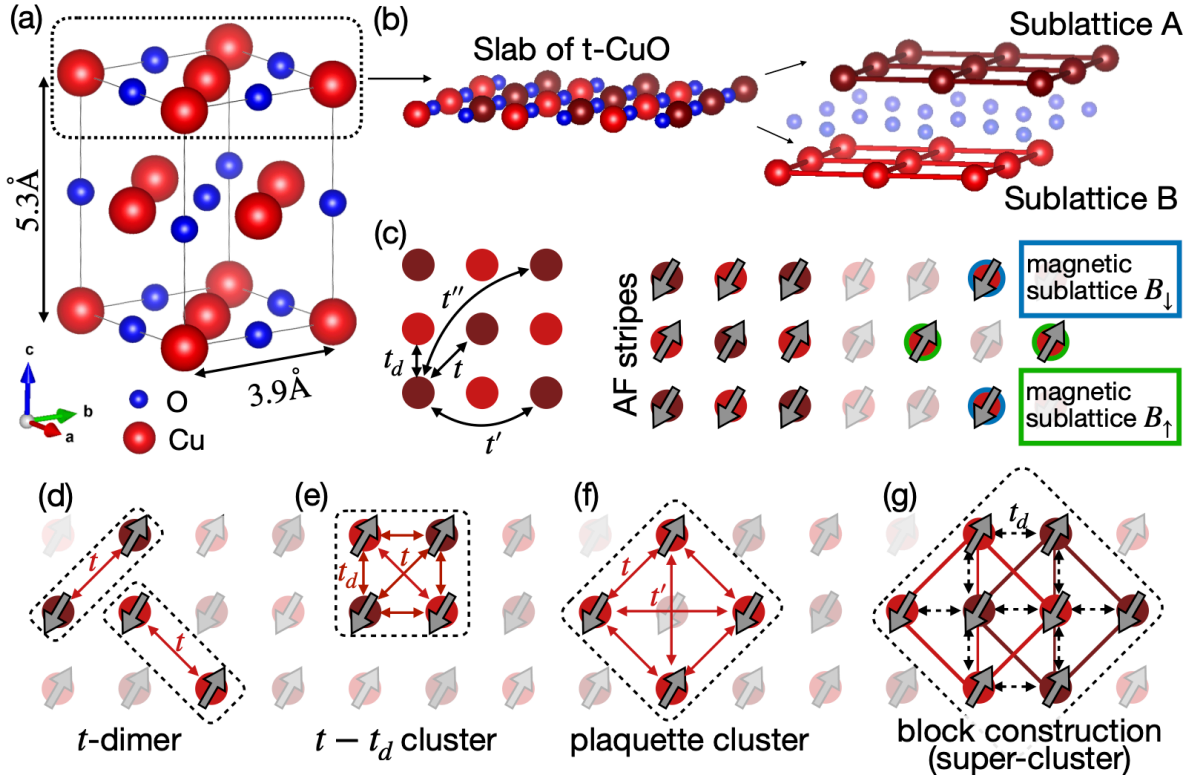 (a)
5.3Å
3.9Å
c
b
a
O
Cu
(b)
Slab of t-CuO
Sublattice A
Sublattice B
(c)
t″
t_d
t
t′
AF stripes
magnetic
sublattice B↓
magnetic
sublattice B↑
(d)
t
t
t-dimer
(e)
t
t_d
t − t_d cluster
(f)
t
t′
plaquette cluster
(g)
t_d
block construction
(super-cluster)